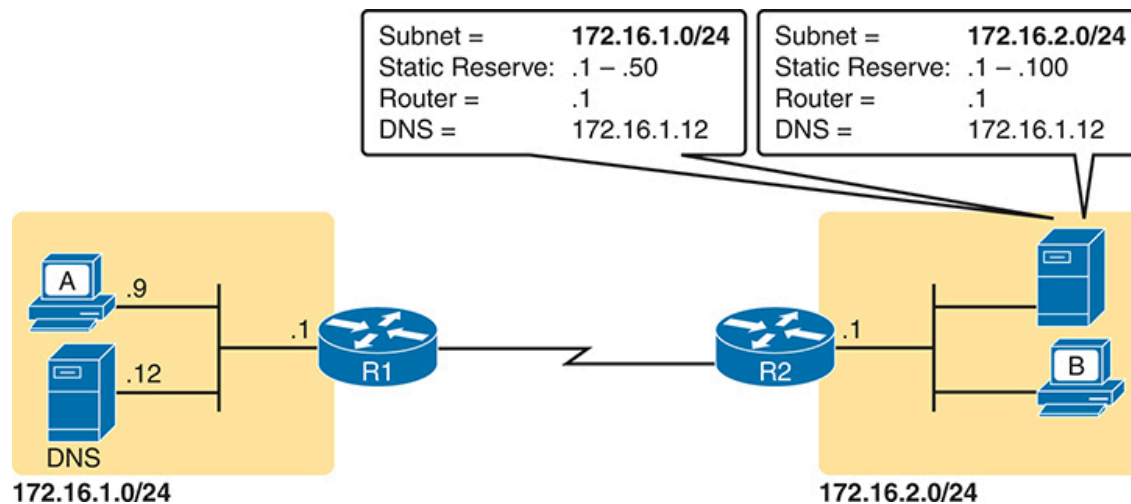 Subnet = 172.16.1.0/24
Static Reserve: .1 – .50
Router = .1
DNS = 172.16.1.12
Subnet = 172.16.2.0/24
Static Reserve: .1 – .100
Router = .1
DNS = 172.16.1.12
A
.9
.12
DNS
.1
R1
R2
.1
B
172.16.1.0/24
172.16.2.0/24